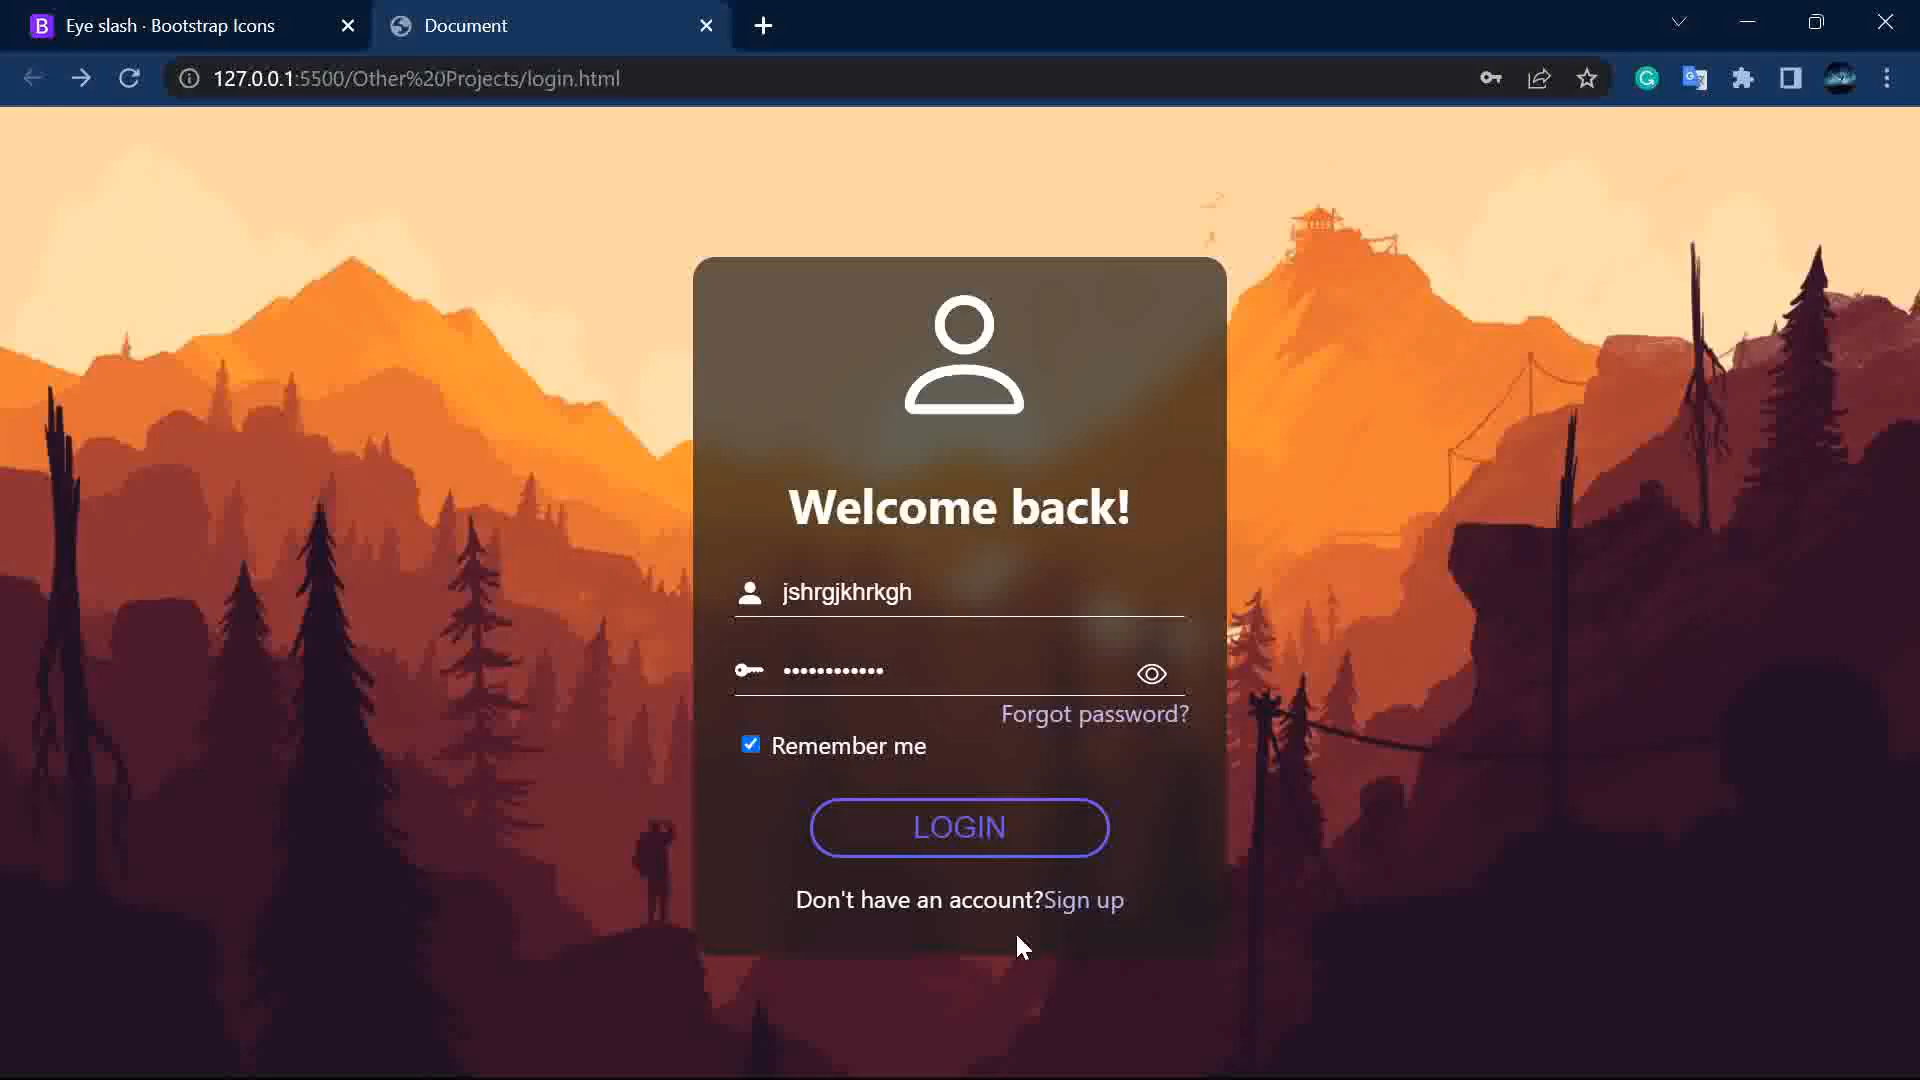 Eye slash · Bootstrap Icons
Document
127.0.0.1:5500/Other%20Projects/login.html
Welcome back!
jshrgjkhrkgh
••••••••••••
Forgot password?
Remember me
LOGIN
Don't have an account?Sign up